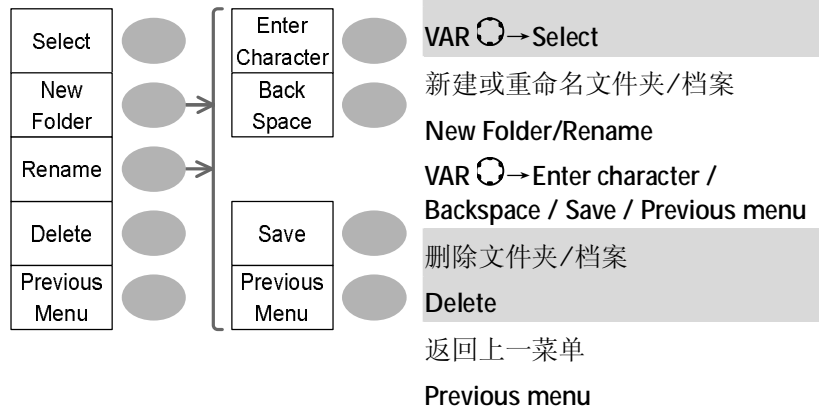 Select
New
Folder
Rename
Delete
Previous
Menu
Enter
Character
Back
Space
Save
Previous
Menu
VAR →Select
新建或重命名文件夹/档案
New Folder/Rename
VAR →Enter character /
Backspace / Save / Previous menu
删除文件夹/档案
Delete
返回上一菜单
Previous menu